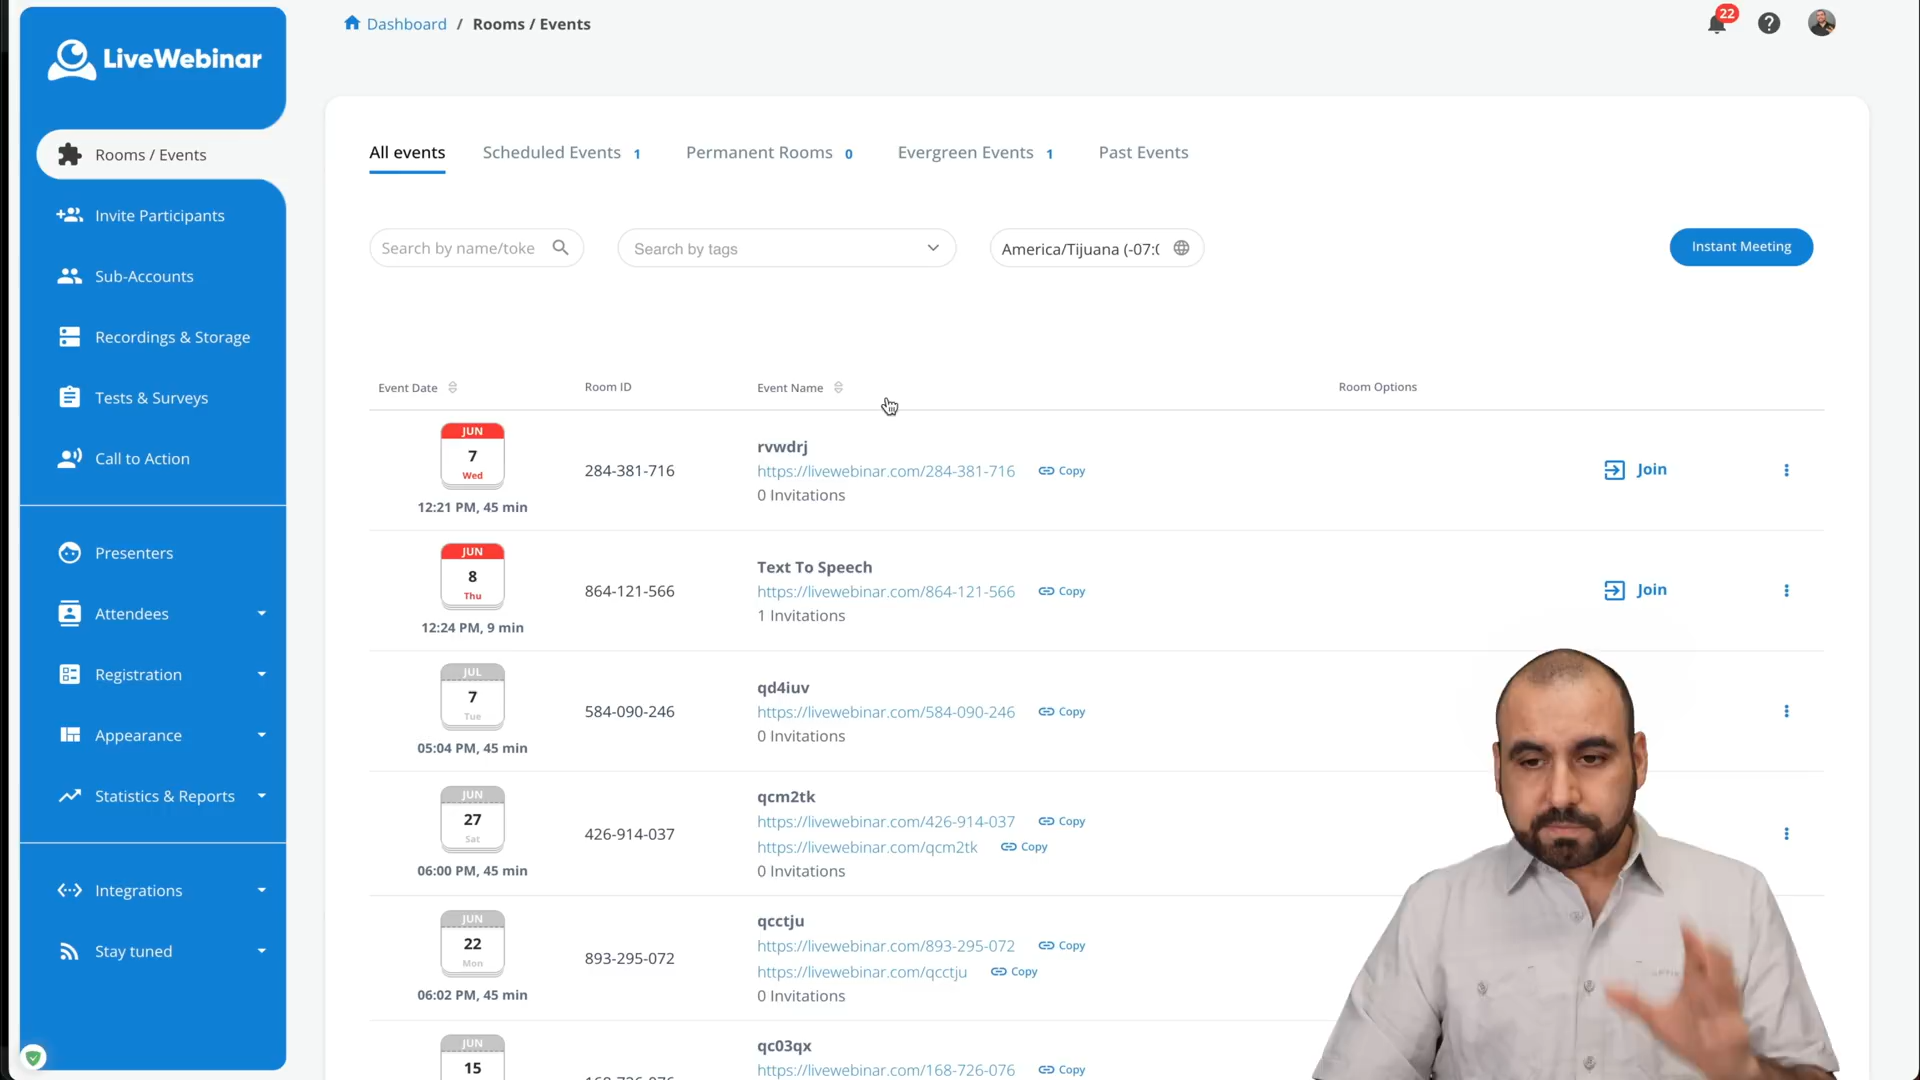 LiveWebinar
Dashboard / Rooms / Events
22
Rooms / Events
Invite Participants
Sub-Accounts
Recordings & Storage
Tests & Surveys
Call to Action
Presenters
Attendees
Registration
Appearance
Statistics & Reports
Integrations
Stay tuned
All events
Scheduled Events 1
Permanent Rooms 0
Evergreen Events 1
Past Events
Search by name/toke
Search by tags
America/Tijuana (-07:(
Instant Meeting
Event Date
Room ID
Event Name
Room Options
JUN
7
Wed
12:21 PM, 45 min
284-381-716
rvwdrj
https://livewebinar.com/284-381-716 Copy
0 Invitations
Join
JUN
8
Thu
12:24 PM, 9 min
864-121-566
Text To Speech
https://livewebinar.com/864-121-566 Copy
1 Invitations
Join
JUL
7
Tue
05:04 PM, 45 min
584-090-246
qd4iuv
https://livewebinar.com/584-090-246 Copy
0 Invitations
JUN
27
Sat
06:00 PM, 45 min
426-914-037
qcm2tk
https://livewebinar.com/426-914-037 Copy
https://livewebinar.com/qcm2tk Copy
0 Invitations
JUN
22
Mon
06:02 PM, 45 min
893-295-072
qcctju
https://livewebinar.com/893-295-072 Copy
https://livewebinar.com/qcctju Copy
0 Invitations
JUN
15
168-726-076
qc03qx
https://livewebinar.com/168-726-076 Copy